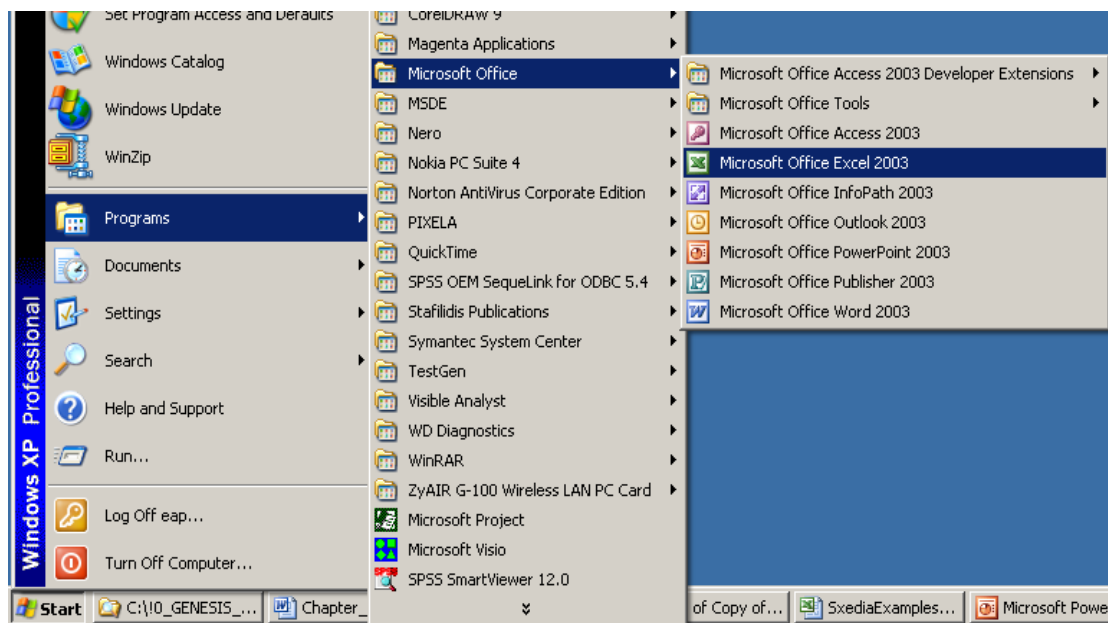 Set Program Access and Defaults
Windows Catalog
Windows Update
WinZip
Programs
Documents
Settings
Search
Help and Support
Run...
Log Off eap...
Turn Off Computer...
Windows XP Professional
CorelDRAW 9
Magenta Applications
Microsoft Office
MSDE
Nero
Nokia PC Suite 4
Norton AntiVirus Corporate Edition
PIXELA
QuickTime
SPSS OEM SequeLink for ODBC 5.4
Stafilidis Publications
Symantec System Center
TestGen
Visible Analyst
WD Diagnostics
WinRAR
ZyAIR G-100 Wireless LAN PC Card
Microsoft Project
Microsoft Visio
SPSS SmartViewer 12.0
Microsoft Office Access 2003 Developer Extensions
Microsoft Office Tools
Microsoft Office Access 2003
Microsoft Office Excel 2003
Microsoft Office InfoPath 2003
Microsoft Office Outlook 2003
Microsoft Office PowerPoint 2003
Microsoft Office Publisher 2003
Microsoft Office Word 2003
Start C:\!0_GENESIS_... Chapter_ of Copy of... SxediaExamples... Microsoft Powe